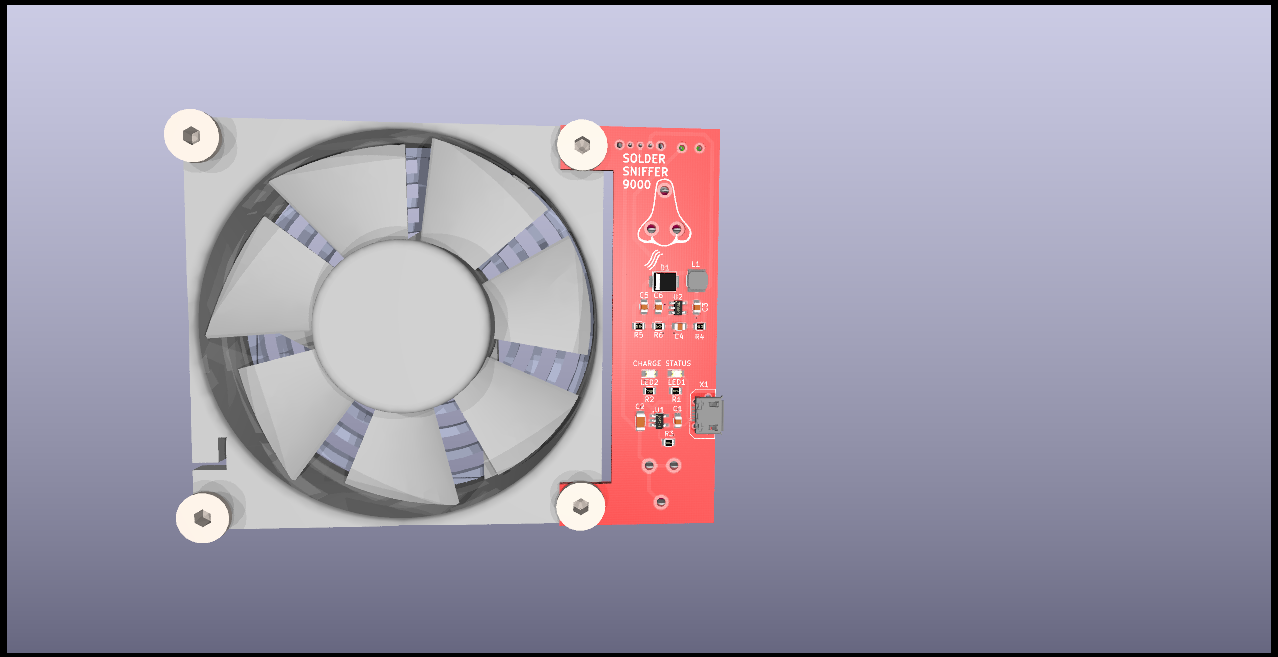 SOLDER
SNIFFER
9000
D1
L1
C5 C6 U2
C3
R5 R6 C4 R4
CHARGE STATUS
LED2 LED1
R2 R1
X1
C2 U1 C1
R3